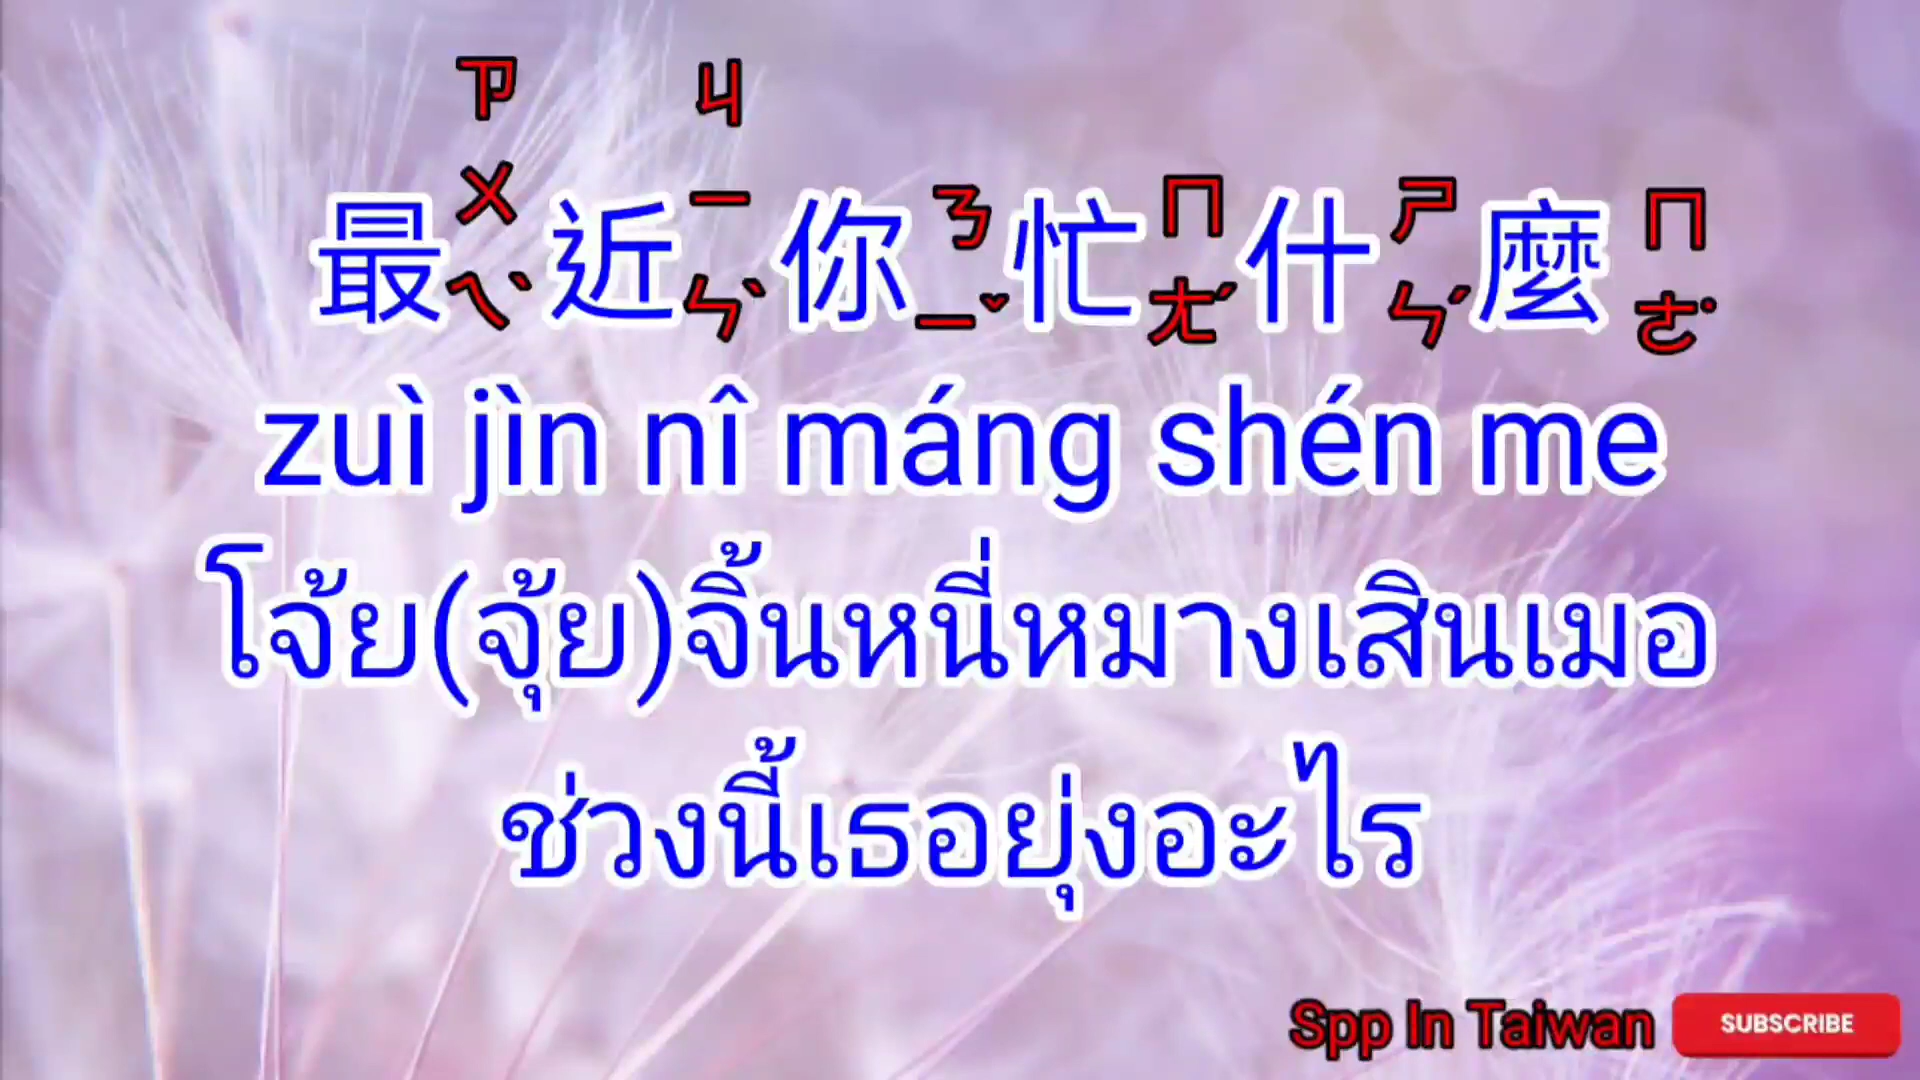 最ㄗㄨㄟˋ近ㄐㄧㄣˋ你ㄋㄧˇ忙ㄇㄤˊ什ㄕㄣˊ麼ㄇㄜ˙
zuì jìn nî máng shén me
โจ้ย(จุ้ย)จิ้นหนี่หมางเสินเมอ
ช่วงนี้เธอยุ่งอะไร
Spp In Taiwan SUBSCRIBE